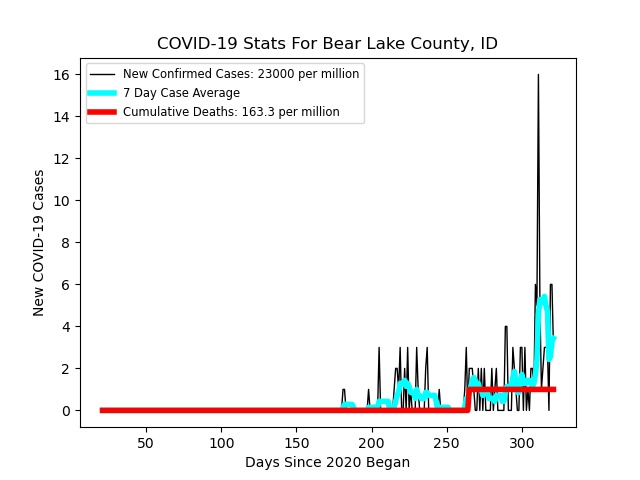 COVID-19 Stats For Bear Lake County, ID
New Confirmed Cases: 23000 per million
7 Day Case Average
Cumulative Deaths: 163.3 per million
New COVID-19 Cases
16
14
12
10
8
6
4
2
0
50 100 150 200 250 300
Days Since 2020 Began